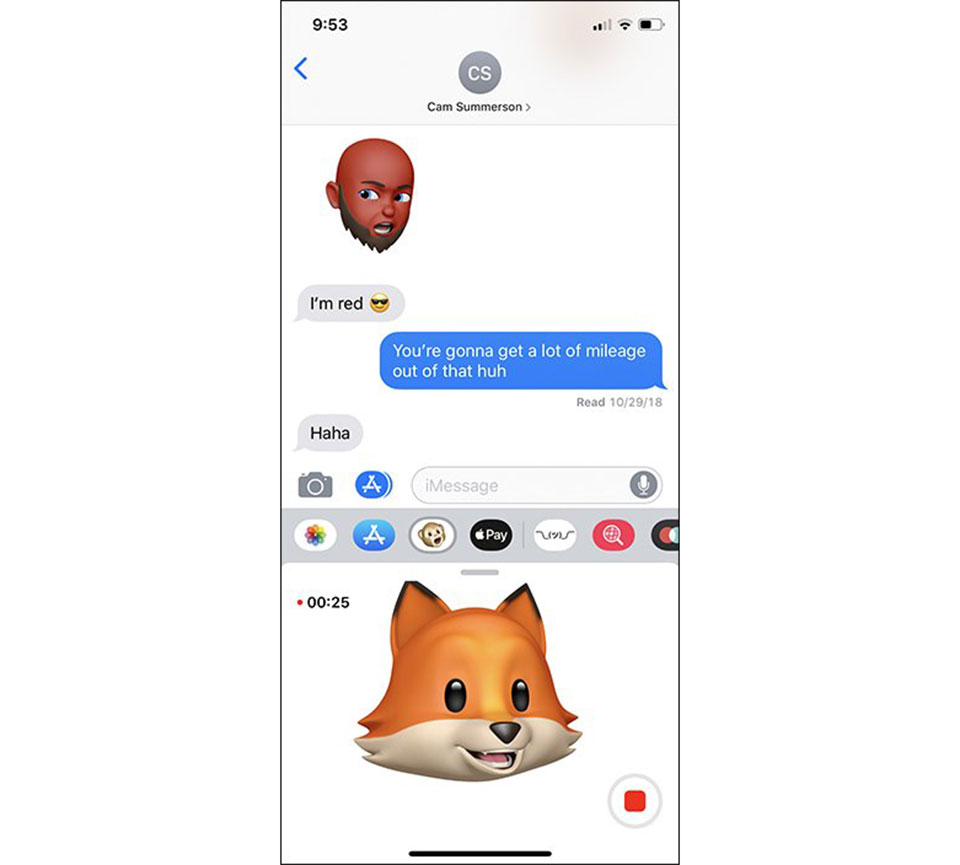 9:53
CS
Cam Summerson >
I’m red 😎
You’re gonna get a lot of mileage
out of that huh
Read 10/29/18
Haha
iMessage
Pay
¯\_(ツ)_/¯
00:25